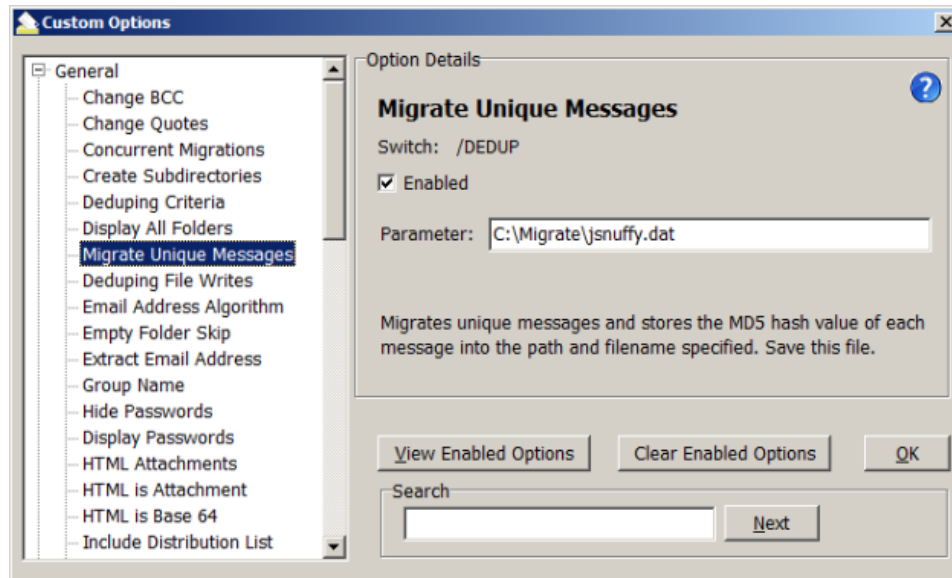 Custom Options
General
Change BCC
Change Quotes
Concurrent Migrations
Create Subdirectories
Deduping Criteria
Display All Folders
Migrate Unique Messages
Deduping File Writes
Email Address Algorithm
Empty Folder Skip
Extract Email Address
Group Name
Hide Passwords
Display Passwords
HTML Attachments
HTML is Attachment
HTML is Base 64
Include Distribution List
Option Details
?
Migrate Unique Messages
Switch: /DEDUP
Enabled
Parameter: C:\Migrate\jsnuffy.dat
Migrates unique messages and stores the MD5 hash value of each
message into the path and filename specified. Save this file.
View Enabled Options Clear Enabled Options OK
Search
Next